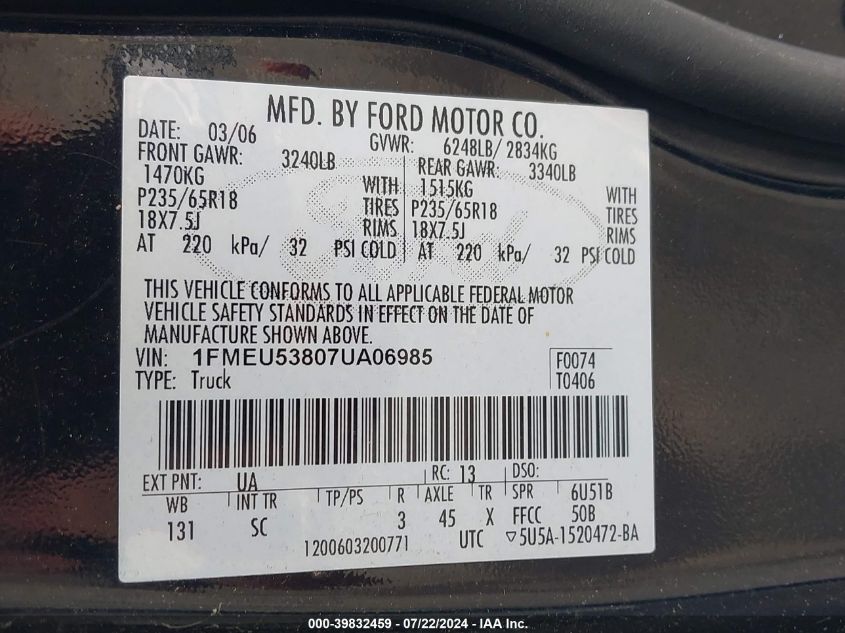 MFD. BY FORD MOTOR CO.
DATE: 03/06 GVWR: 6248LB/ 2834KG
FRONT GAWR: 3240LB REAR GAWR: 3340LB
1470KG WITH 1515KG WITH
P235/65R18 TIRES P235/65R18 TIRES
18X7.5J RIMS 18X7.5J RIMS
AT 220 kPa/ 32 PSI COLD AT 220 kPa/ 32 PSI COLD
THIS VEHICLE CONFORMS TO ALL APPLICABLE FEDERAL MOTOR
VEHICLE SAFETY STANDARDS IN EFFECT ON THE DATE OF
MANUFACTURE SHOWN ABOVE.
VIN: 1FMEU53807UA06985 F0074
TYPE: Truck T0406
EXT PNT: UA RC: 13 DSO:
WB INT TR TP/PS R AXLE TR SPR 6U51B
131 SC 3 45 X FFCC 50B
1200603200771 UTC ▽5U5A-1520472-BA
000-39832459 - 07/22/2024 - IAA Inc.